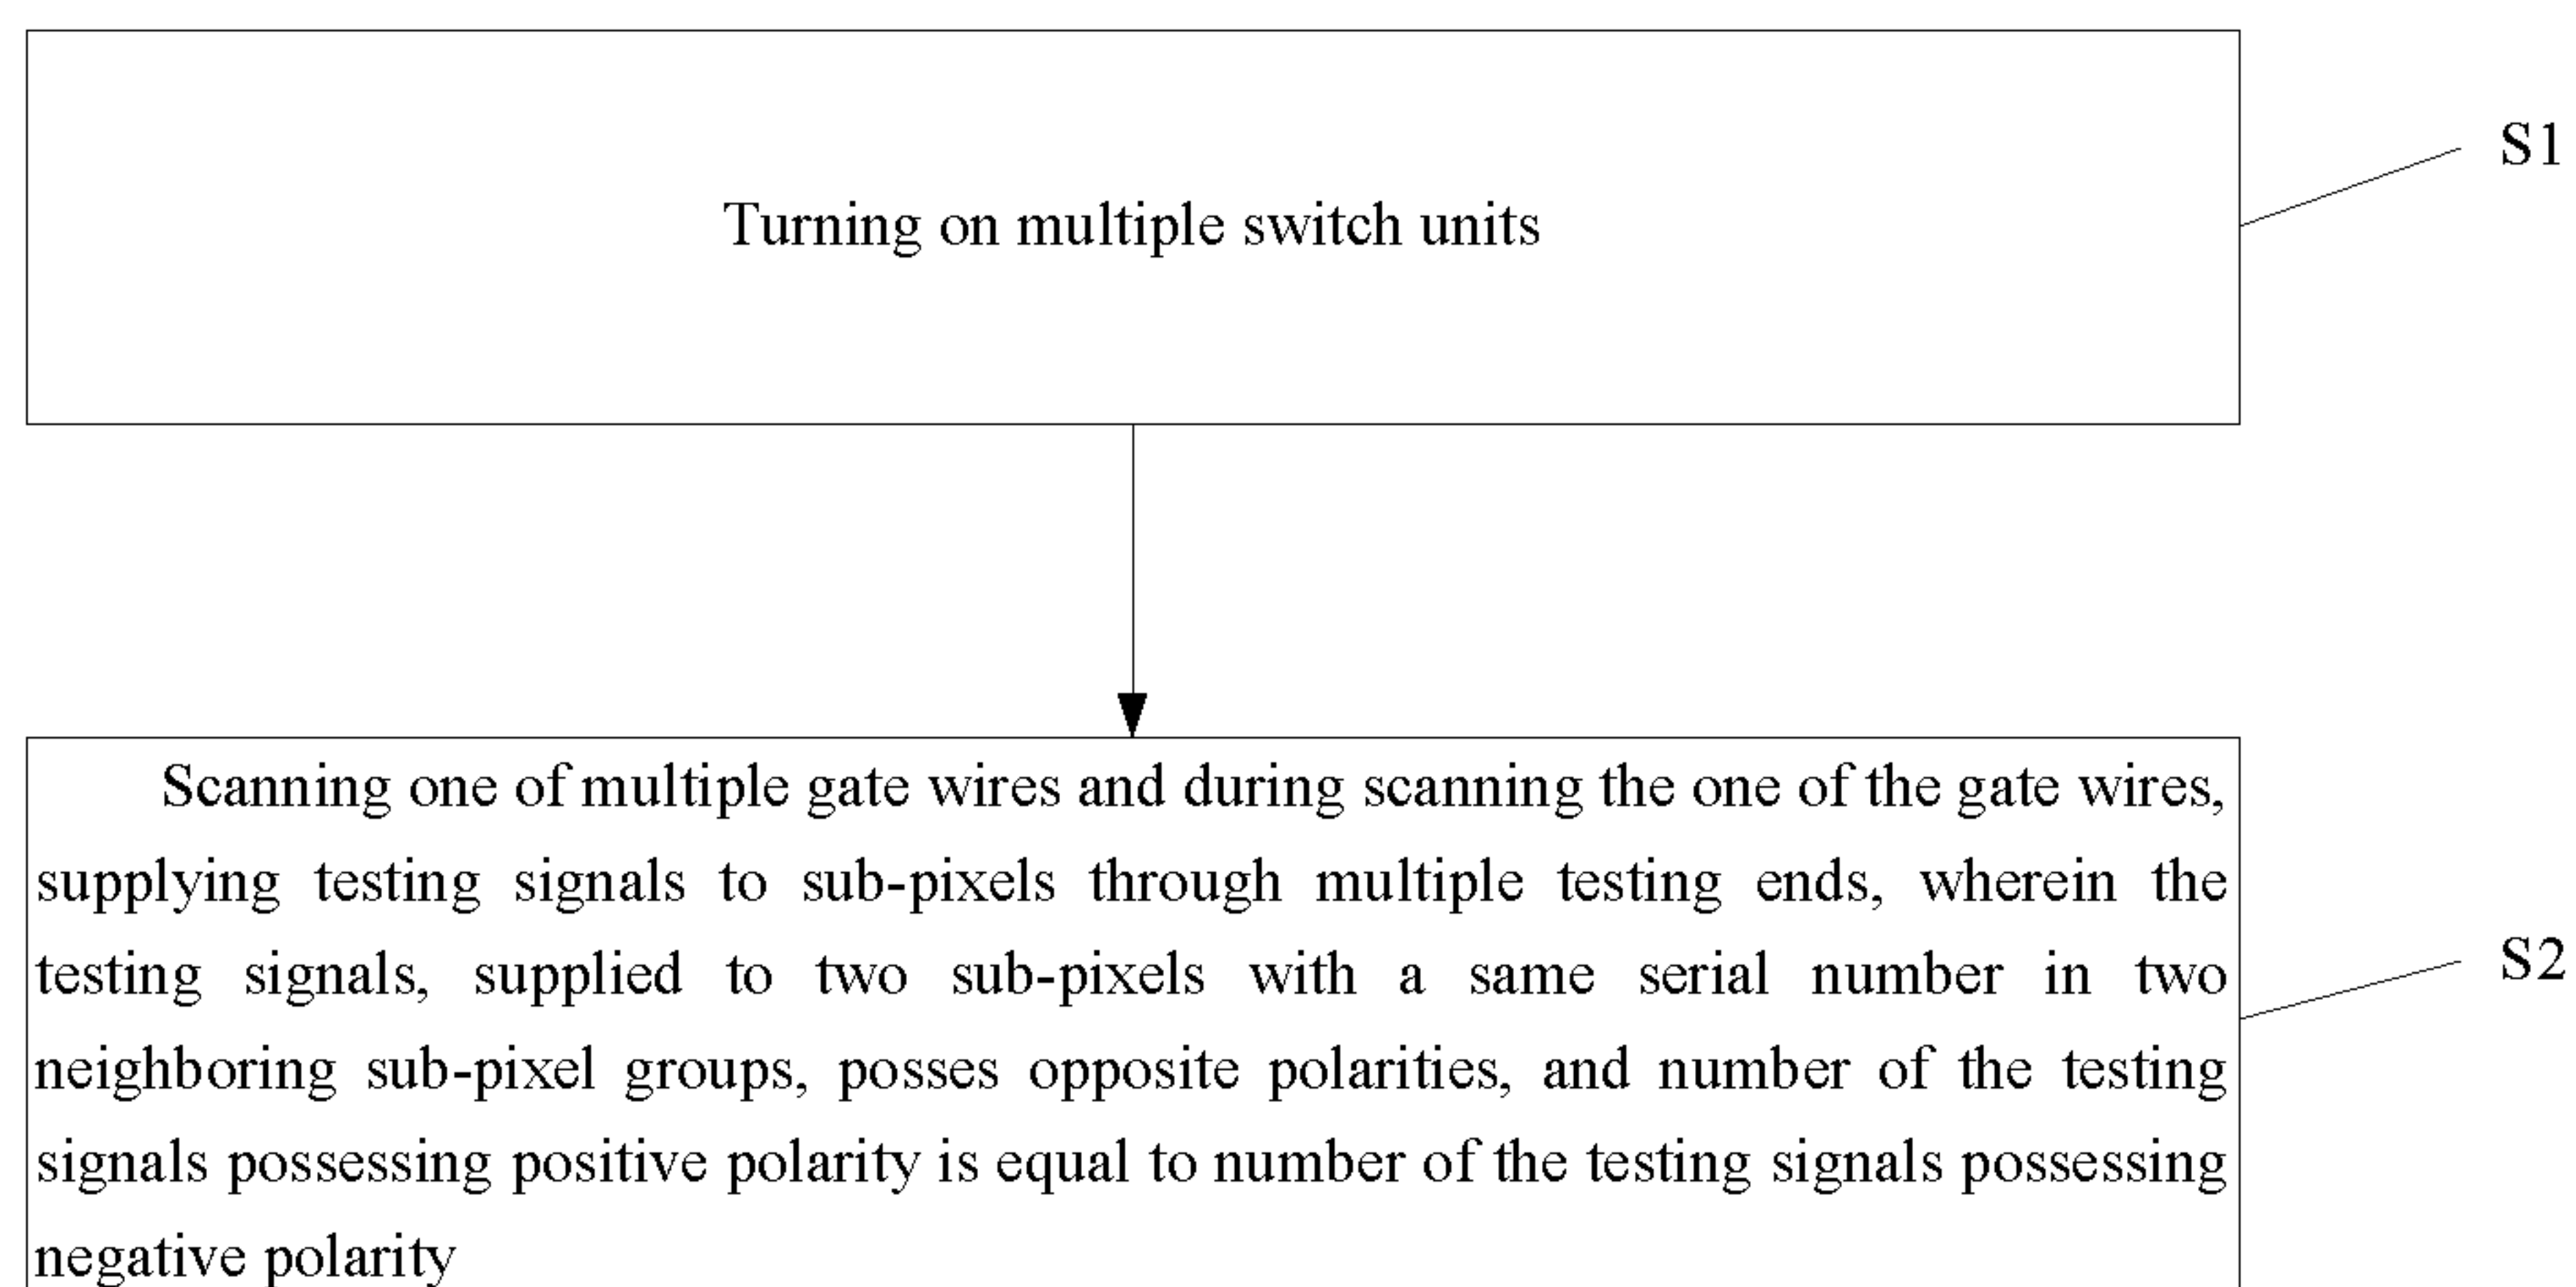 Turning on multiple switch units
S1
Scanning one of multiple gate wires and during scanning the one of the gate wires,
supplying testing signals to sub-pixels through multiple testing ends, wherein the
testing signals, supplied to two sub-pixels with a same serial number in two
neighboring sub-pixel groups, posses opposite polarities, and number of the testing
signals possessing positive polarity is equal to number of the testing signals possessing
negative polarity
S2